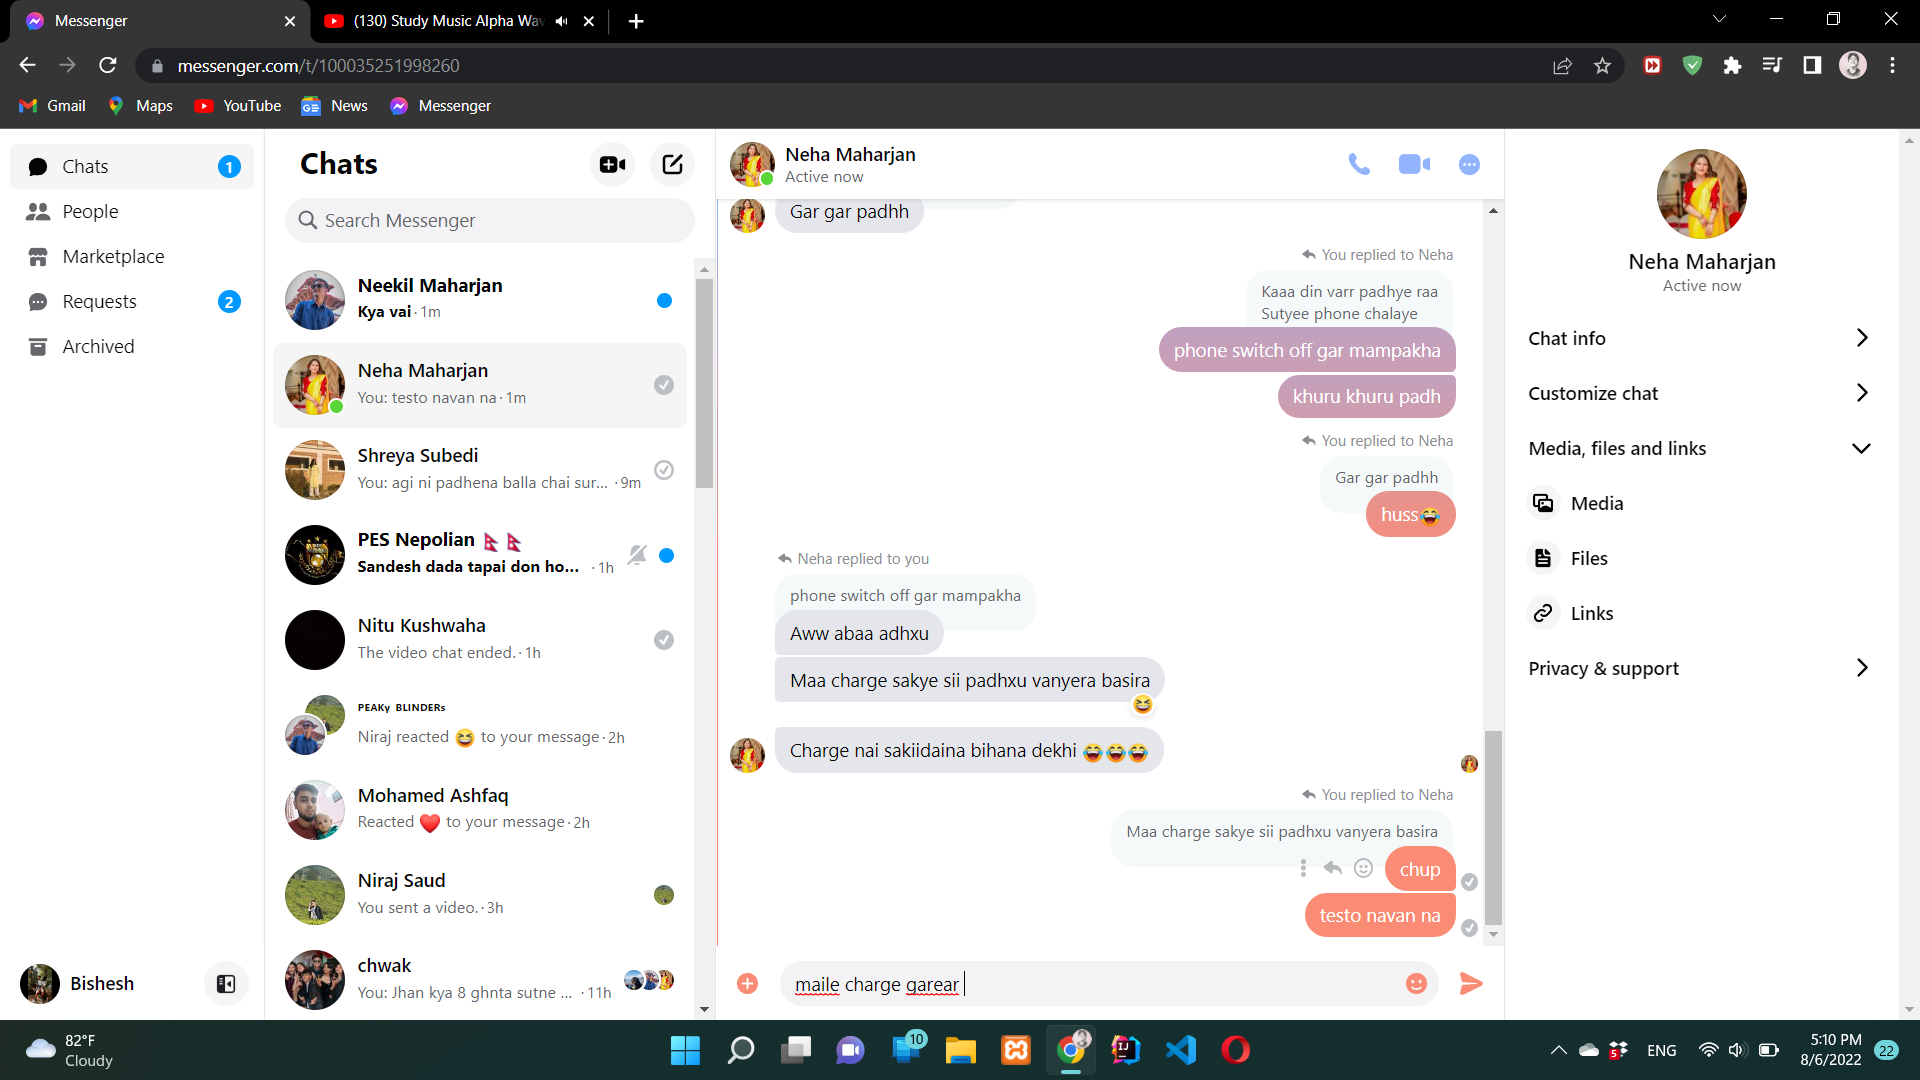 Messenger
(130) Study Music Alpha Wav
messenger.com/t/100035251998260
Gmail
Maps
YouTube
News
Messenger
Chats
1
People
Marketplace
Requests
2
Archived
Bishesh
Chats
Search Messenger
Neekil Maharjan
Kya vai · 1m
Neha Maharjan
You: testo navan na · 1m
Shreya Subedi
You: agi ni padhena balla chai sur... · 9m
PES Nepolian 🇳🇵🇳🇵
Sandesh dada tapai don ho... · 1h
Nitu Kushwaha
The video chat ended. · 1h
ᴘᴇᴀᴋy ʙʟɪɴᴅᴇʀs
Niraj reacted 😆 to your message · 2h
Mohamed Ashfaq
Reacted ❤️ to your message · 2h
Niraj Saud
You sent a video. · 3h
chwak
You: Jhan kya 8 ghnta sutne ... · 11h
Neha Maharjan
Active now
Gar gar padhh
You replied to Neha
Kaaa din varr padhye raa
Sutyee phone chalaye
phone switch off gar mampakha
khuru khuru padh
You replied to Neha
Gar gar padhh
huss😂
Neha replied to you
phone switch off gar mampakha
Aww abaa adhxu
Maa charge sakye sii padhxu vanyera basira
😆
Charge nai sakiidaina bihana dekhi 😂😂😂
You replied to Neha
Maa charge sakye sii padhxu vanyera basira
chup
testo navan na
maile charge garear
Neha Maharjan
Active now
Chat info
Customize chat
Media, files and links
Media
Files
Links
Privacy & support
82°F
Cloudy
10
5
ENG
5:10 PM
8/6/2022
22